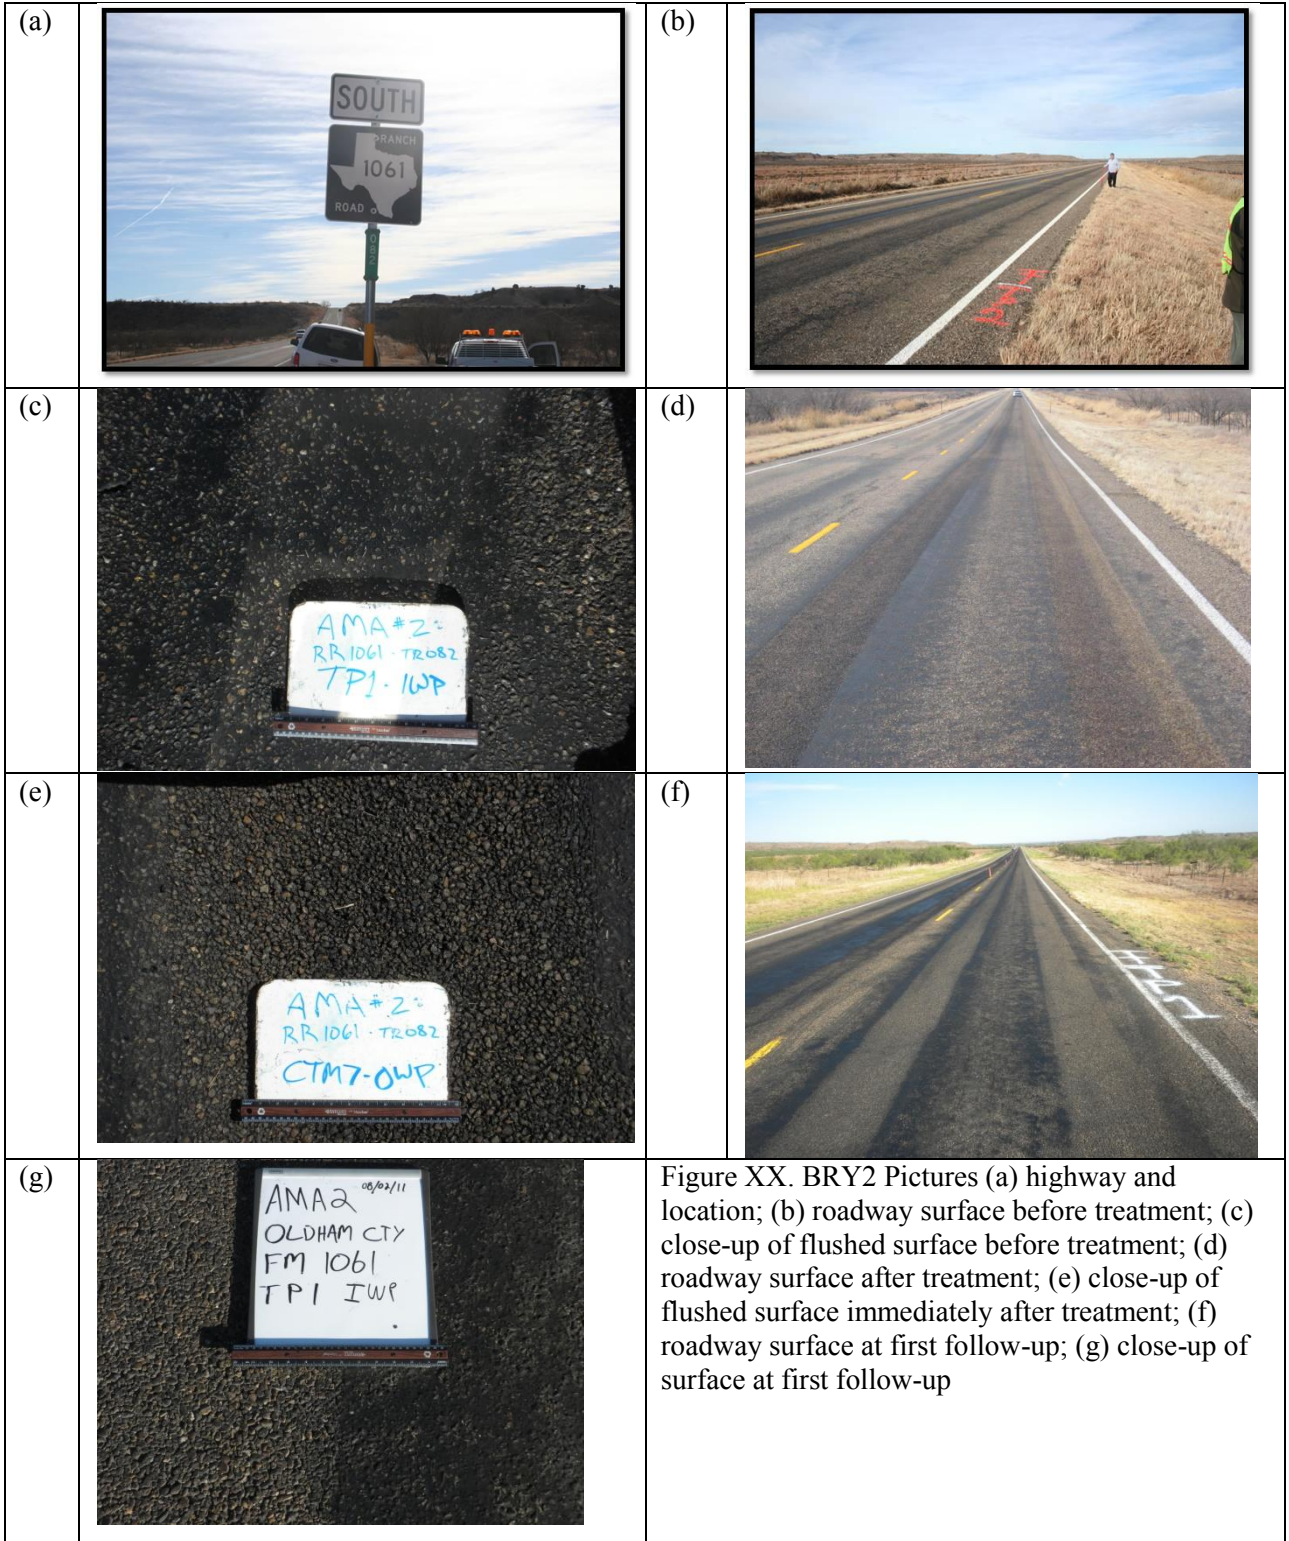 (a)
SOUTH
RANCH
1061
ROAD
082
(b)
(c)
AMA #2:
RR1061 - TR082
TP1 - IWP
(d)
(e)
AMA #2:
RR1061 - TR082
CTM7-OWP
(f)
(g)
08/02/11
AMA2
OLDHAM CTY
FM 1061
TP1 IWP
Figure XX. BRY2 Pictures (a) highway and
location; (b) roadway surface before treatment; (c)
close-up of flushed surface before treatment; (d)
roadway surface after treatment; (e) close-up of
flushed surface immediately after treatment; (f)
roadway surface at first follow-up; (g) close-up of
surface at first follow-up